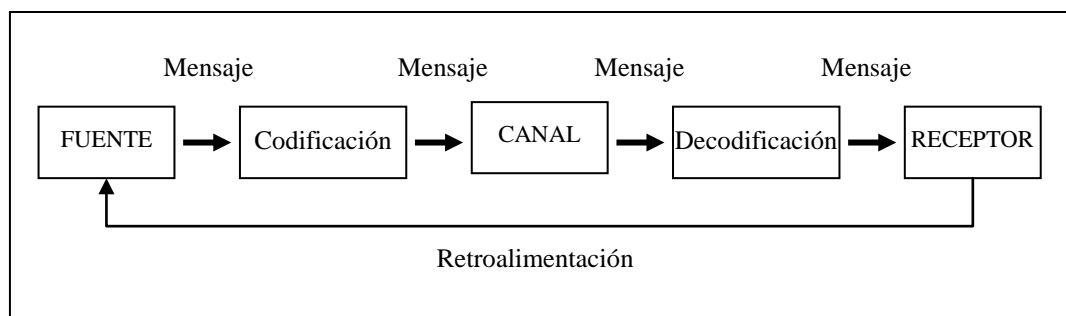 Mensaje Mensaje Mensaje Mensaje
FUENTE Codificación CANAL Decodificación RECEPTOR
Retroalimentación